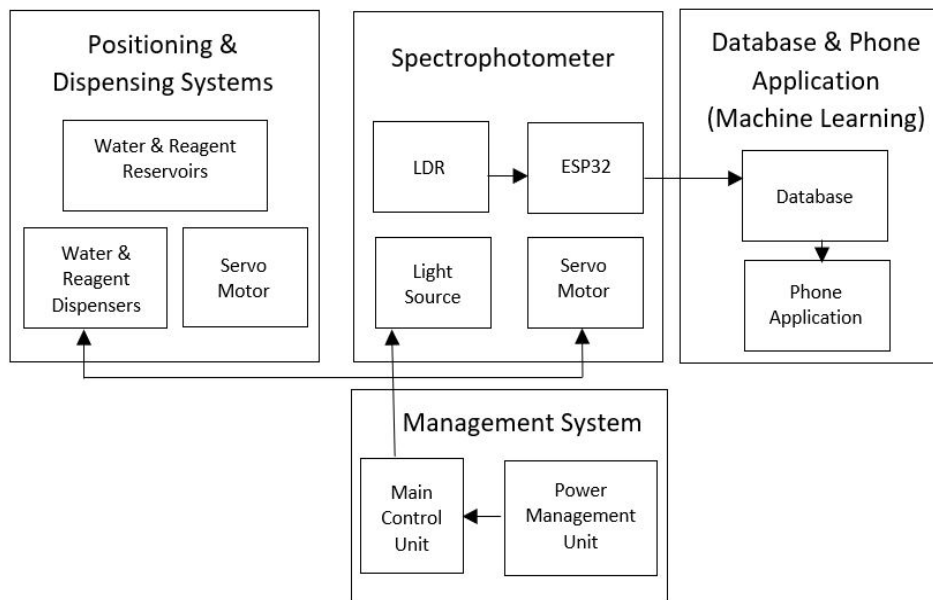 Positioning &
Dispensing Systems
Water & Reagent
Reservoirs
Water &
Reagent
Dispensers
Servo
Motor
Spectrophotometer
LDR
ESP32
Light
Source
Servo
Motor
Database & Phone
Application
(Machine Learning)
Database
Phone
Application
Management System
Main
Control
Unit
Power
Management
Unit